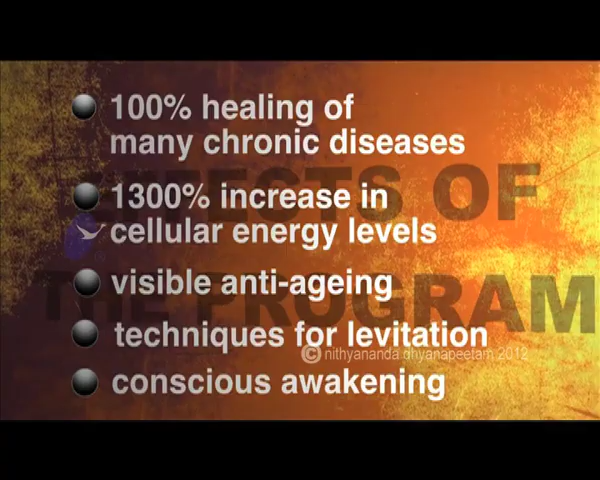 100% healing of
many chronic diseases
EFFECTS OF
1300% increase in
cellular energy levels
visible anti-ageing
THE PROGRAM
techniques for levitation
© nithyananda dhyanapeetam 2012
conscious awakening